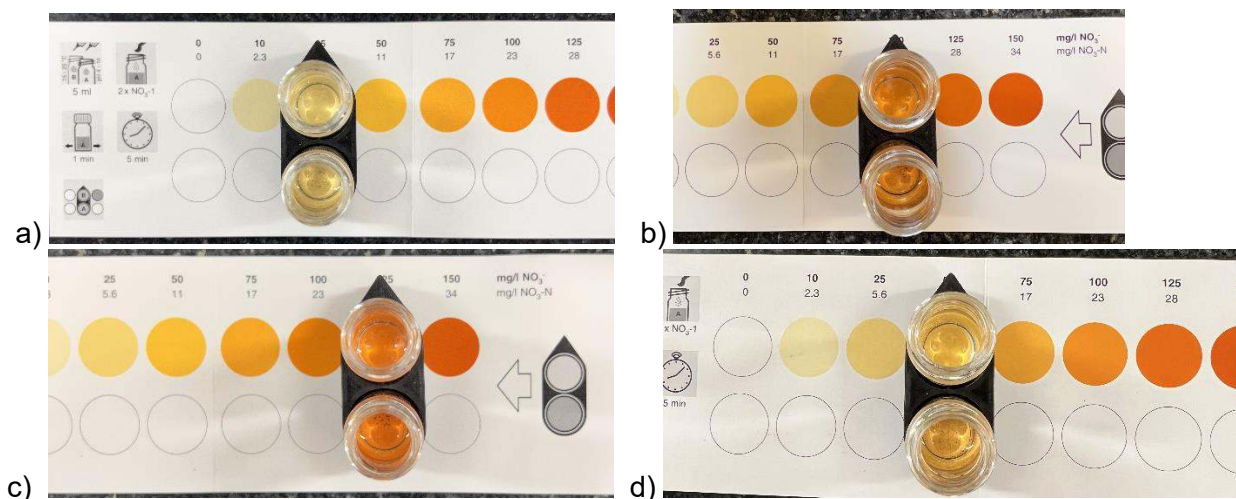 0 10 50 75 100 125
0 2.3 11 17 23 28
5 ml 2 x NO₃-1
1 min 5 min
B
A
a)
25 50 75 125 150 mg/l NO₃⁻
5.6 11 17 28 34 mg/l NO₃-N
b)
25 50 75 100 150 mg/l NO₃⁻
5.6 11 17 23 34 mg/l NO₃-N
c)
0 10 25 75 100 125
0 2.3 5.6 17 23 28
A
x NO₃-1
5 min
d)